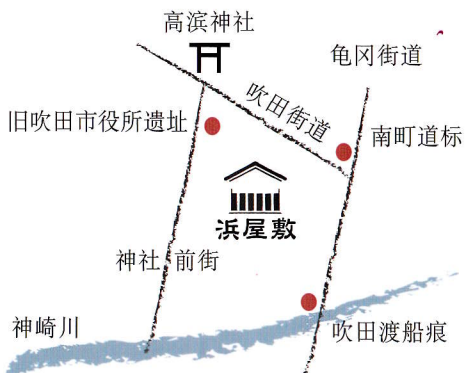 高滨神社
亀冈街道
吹田街道
旧吹田市役所遗址
南町道标
浜屋敷
神社前街
神崎川
吹田渡船痕